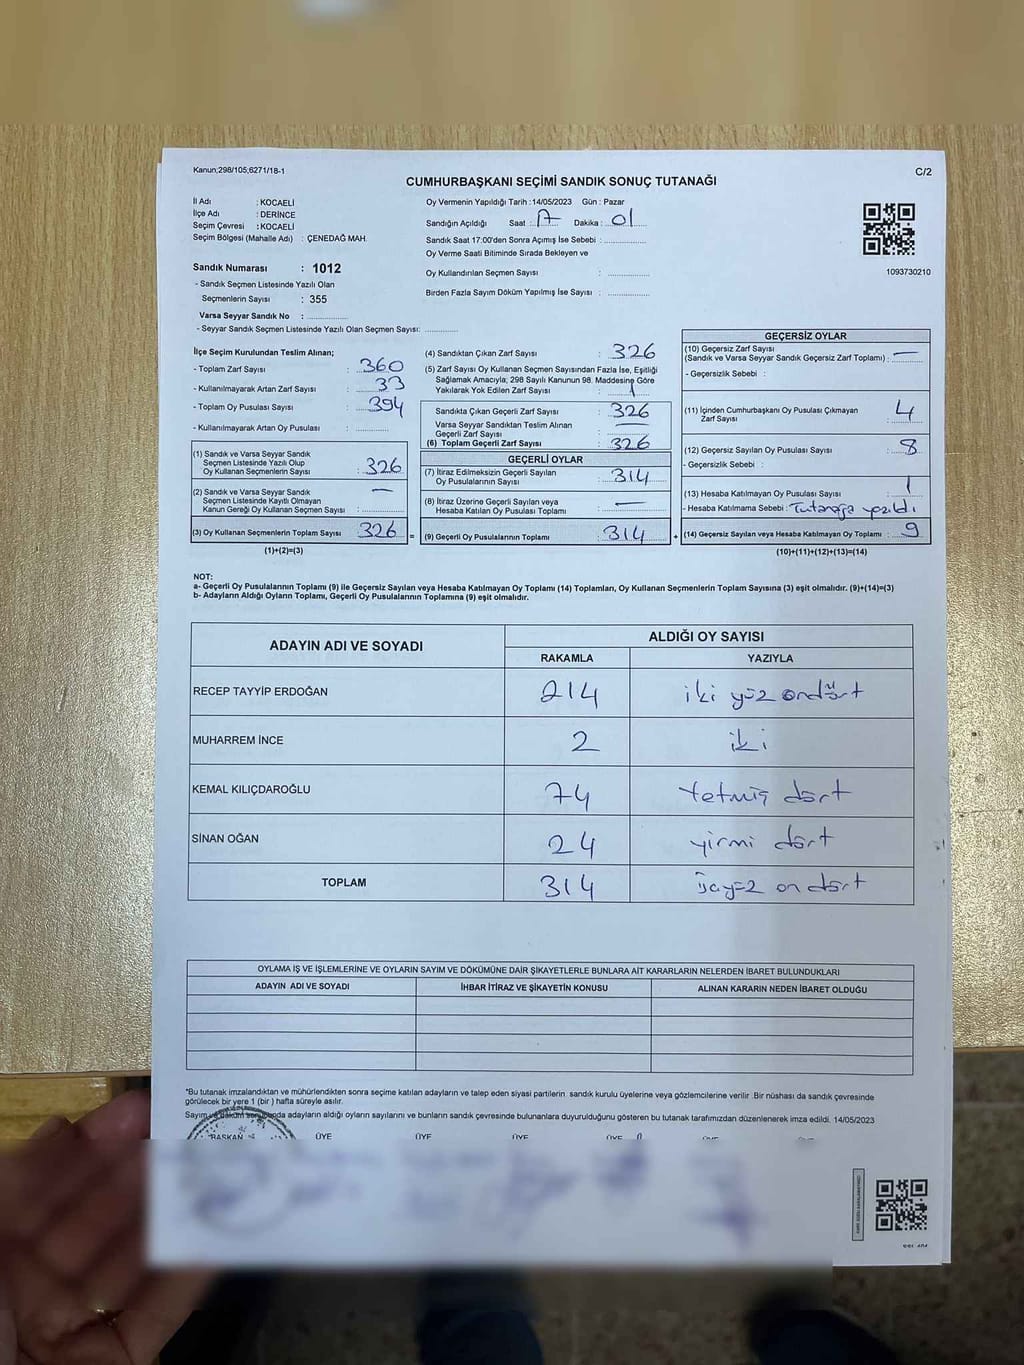 Kanun;298/105;6271/18-1
C/2
CUMHURBAŞKANI SEÇİMİ SANDIK SONUÇ TUTANAĞI
İl Adı : KOCAELİ
İlçe Adı : DERİNCE
Seçim Çevresi : KOCAELİ
Seçim Bölgesi (Mahalle Adı) : ÇENEDAĞ MAH.
Sandık Numarası : 1012
- Sandık Seçmen Listesinde Yazılı Olan
Seçmenlerin Sayısı : 355
Varsa Seyyar Sandık No :
- Seyyar Sandık Seçmen Listesinde Yazılı Olan Seçmen Sayısı:
Oy Vermenin Yapıldığı Tarih : 14/05/2023 Gün : Pazar
Sandığın Açıldığı Saat : 17 Dakika : 01
Sandık Saat 17:00'den Sonra Açımış İse Sebebi :
Oy Verme Saati Bitiminde Sırada Bekleyen ve
Oy Kullandırılan Seçmen Sayısı :
Birden Fazla Sayım Döküm Yapılmış İse Sayısı :
1093730210
İlçe Seçim Kurulundan Teslim Alınan;
- Toplam Zarf Sayısı : 360
- Kullanılmayarak Artan Zarf Sayısı : 33
- Toplam Oy Pusulası Sayısı : 394
- Kullanılmayarak Artan Oy Pusulası :
(1) Sandık ve Varsa Seyyar Sandık
Seçmen Listesinde Yazılı Olup
Oy Kullanan Seçmenlerin Sayısı : 326
(2) Sandık ve Varsa Seyyar Sandık
Seçmen Listesinde Kayıtlı Olmayan
Kanun Gereği Oy Kullanan Seçmen Sayısı : —
(3) Oy Kullanan Seçmenlerin Toplam Sayısı : 326
(1)+(2)=(3)
(4) Sandıktan Çıkan Zarf Sayısı : 326
(5) Zarf Sayısı Oy Kullanan Seçmen Sayısından Fazla İse, Eşitliği
Sağlamak Amacıyla; 298 Sayılı Kanunun 98. Maddesine Göre
Yakılarak Yok Edilen Zarf Sayısı :
Sandıkta Çıkan Geçerli Zarf Sayısı : 326
Varsa Seyyar Sandıktan Teslim Alınan
Geçerli Zarf Sayısı : —
(6) Toplam Geçerli Zarf Sayısı : 326
GEÇERLİ OYLAR
(7) İtiraz Edilmeksizin Geçerli Sayılan
Oy Pusulalarının Sayısı : 314
(8) İtiraz Üzerine Geçerli Sayılan veya
Hesaba Katılan Oy Pusulası Toplamı : —
= (9) Geçerli Oy Pusulalarının Toplamı : 314
GEÇERSİZ OYLAR
(10) Geçersiz Zarf Sayısı
(Sandık ve Varsa Seyyar Sandık Geçersiz Zarf Toplamı) : —
- Geçersizlik Sebebi :
(11) İçinden Cumhurbaşkanı Oy Pusulası Çıkmayan
Zarf Sayısı : 4
(12) Geçersiz Sayılan Oy Pusulası Sayısı : 8
- Geçersizlik Sebebi :
(13) Hesaba Katılmayan Oy Pusulası Sayısı : 1
- Hesaba Katılmama Sebebi : Tutanağa yazıldı
+ (14) Geçersiz Sayılan veya Hesaba Katılmayan Oy Toplamı : 9
(10)+(11)+(12)+(13)=(14)
NOT:
a- Geçerli Oy Pusulalarının Toplamı (9) ile Geçersiz Sayılan veya Hesaba Katılmayan Oy Toplamı (14) Toplamları, Oy Kullanan Seçmenlerin Toplam Sayısına (3) eşit olmalıdır. (9)+(14)=(3)
b- Adayların Aldığı Oyların Toplamı, Geçerli Oy Pusulalarının Toplamına (9) eşit olmalıdır.
ADAYIN ADI VE SOYADI ALDIĞI OY SAYISI
RAKAMLA YAZIYLA
RECEP TAYYİP ERDOĞAN 214 iki yüz ondört
MUHARREM İNCE 2 iki
KEMAL KILIÇDAROĞLU 74 Yetmiş dört
SİNAN OĞAN 24 yirmi dört
TOPLAM 314 üçyüz on dört
OYLAMA İŞ VE İŞLEMLERİNE VE OYLARIN SAYIM VE DÖKÜMÜNE DAİR ŞİKAYETLERLE BUNLARA AİT KARARLARIN NELERDEN İBARET BULUNDUKLARI
ADAYIN ADI VE SOYADI İHBAR İTİRAZ VE ŞİKAYETİN KONUSU ALINAN KARARIN NEDEN İBARET OLDUĞU
*Bu tutanak imzalandıktan ve mühürlendikten sonra seçime katılan adayların ve talep eden siyasi partilerin sandık kurulu üyelerine veya gözlemcilerine verilir .Bir nüshası da sandık çevresinde
görülecek bir yere 1 (bir ) hafta süreyle asılır.
Sayım ve döküm sonucunda adayların aldığı oyların sayılarını ve bunların sandık çevresinde bulunanlara duyurulduğunu gösteren bu tutanak tarafımızdan düzenlenerek imza edildi. 14/05/2023
BAŞKAN ÜYE ÜYE ÜYE ÜYE ÜYE